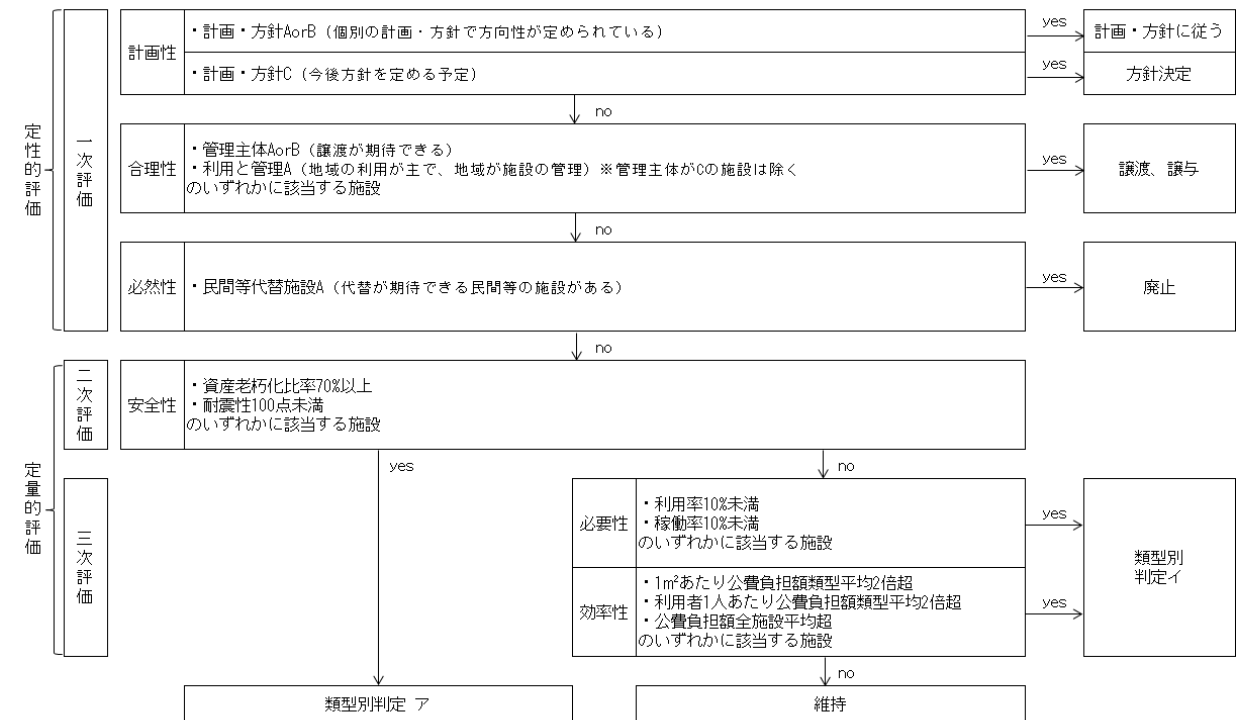 定性的評価
一次評価
計画性
・計画・方針AorB（個別の計画・方針で方向性が定められている）
yes
計画・方針に従う
・計画・方針C（今後方針を定める予定）
yes
方針決定
no
合理性
・管理主体AorB（譲渡が期待できる）
・利用と管理A（地域の利用が主で、地域が施設の管理）※管理主体がCの施設は除く
のいずれかに該当する施設
yes
譲渡、譲与
no
必然性
・民間等代替施設A（代替が期待できる民間等の施設がある）
yes
廃止
no
定量的評価
二次評価
安全性
・資産老朽化比率70%以上
・耐震性100点未満
のいずれかに該当する施設
yes
no
三次評価
必要性
・利用率10%未満
・稼働率10%未満
のいずれかに該当する施設
yes
類型別
判定イ
効率性
・1㎡あたり公費負担額類型平均2倍超
・利用者1人あたり公費負担額類型平均2倍超
・公費負担額全施設平均超
のいずれかに該当する施設
yes
no
類型別判定 ア
維持